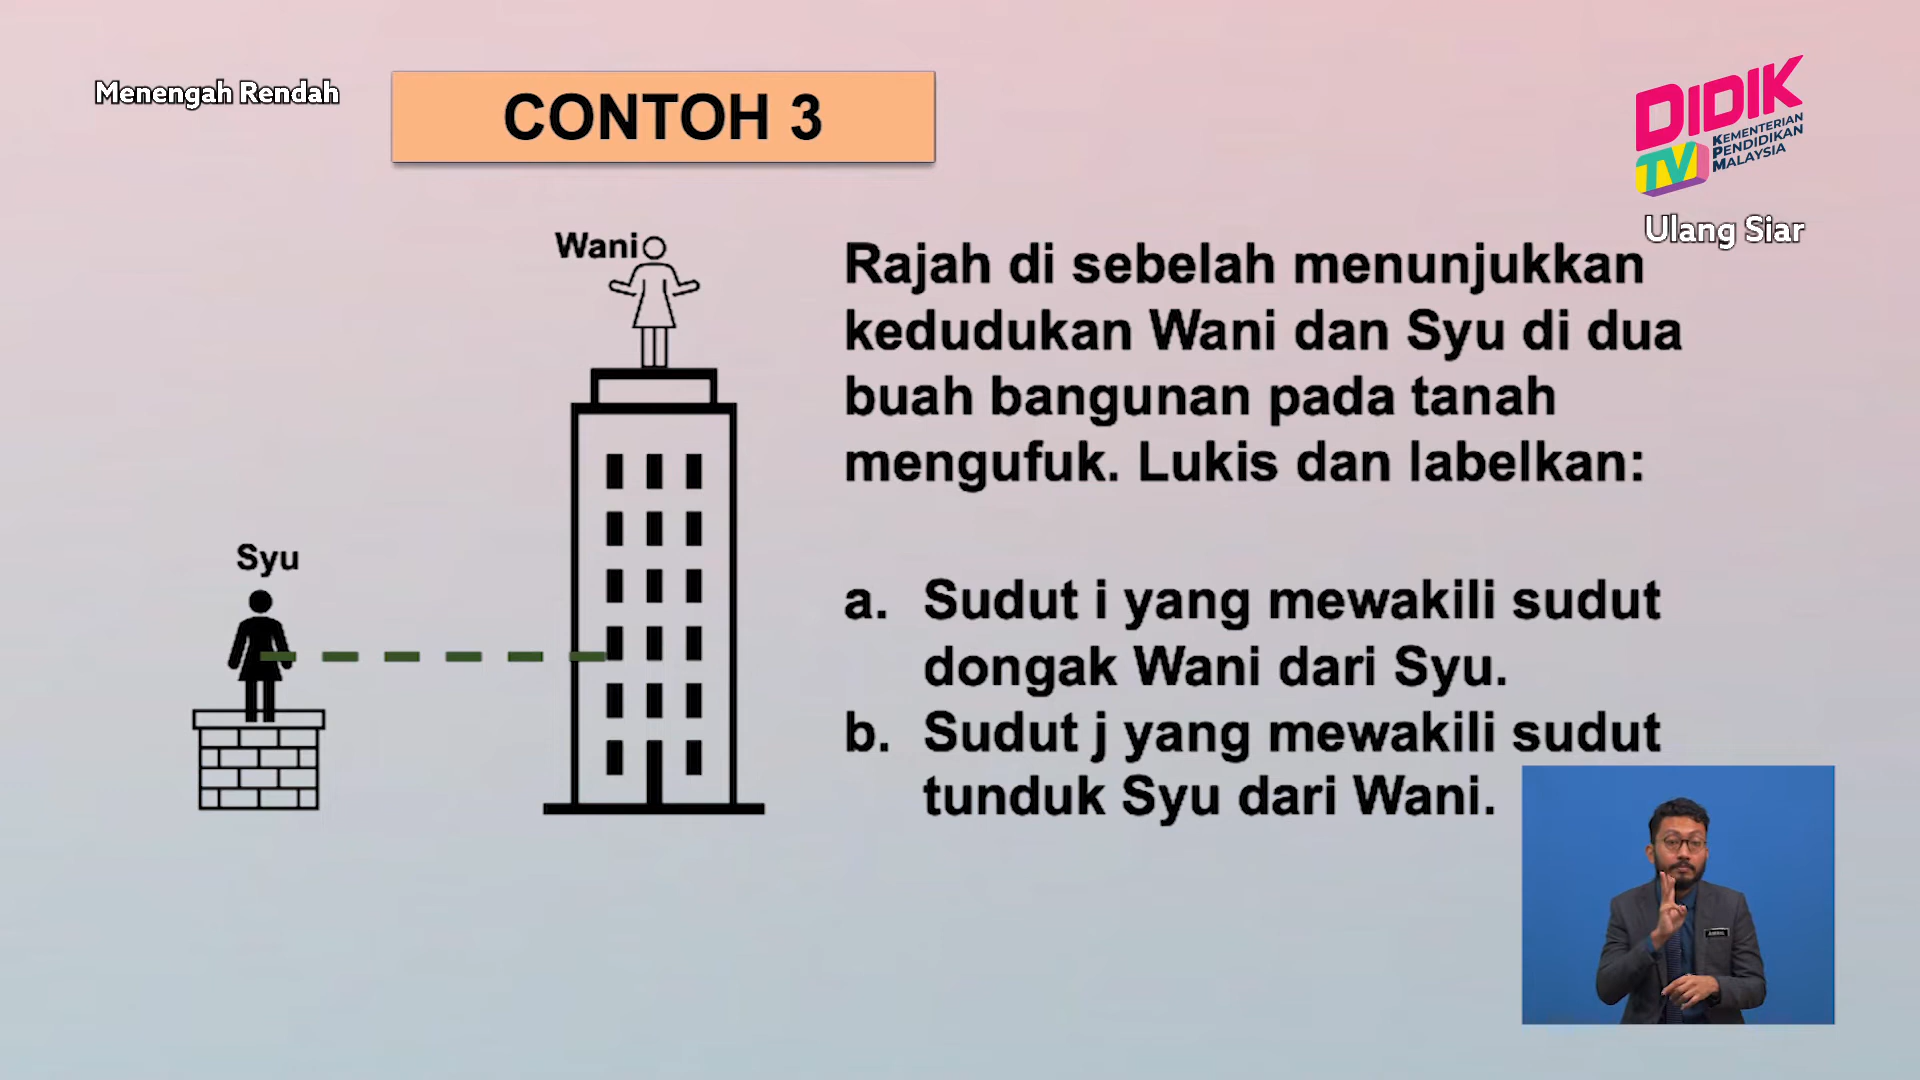 Menengah Rendah
CONTOH 3
DIDIK
TV
KEMENTERIAN
PENDIDIKAN
MALAYSIA
Ulang Siar
Wani
Syu
Rajah di sebelah menunjukkan
kedudukan Wani dan Syu di dua
buah bangunan pada tanah
mengufuk. Lukis dan labelkan:
a. Sudut i yang mewakili sudut
dongak Wani dari Syu.
b. Sudut j yang mewakili sudut
tunduk Syu dari Wani.